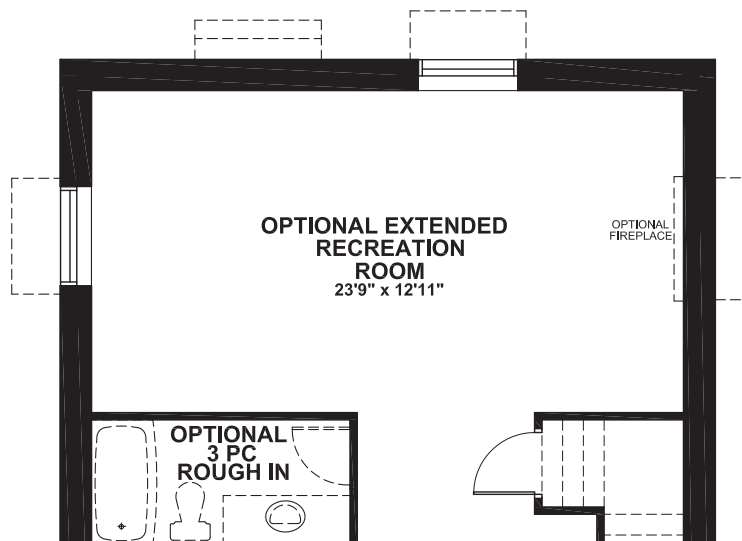 OPTIONAL EXTENDED
RECREATION
ROOM
23'9" x 12'11"
OPTIONAL
FIREPLACE
OPTIONAL
3 PC
ROUGH IN